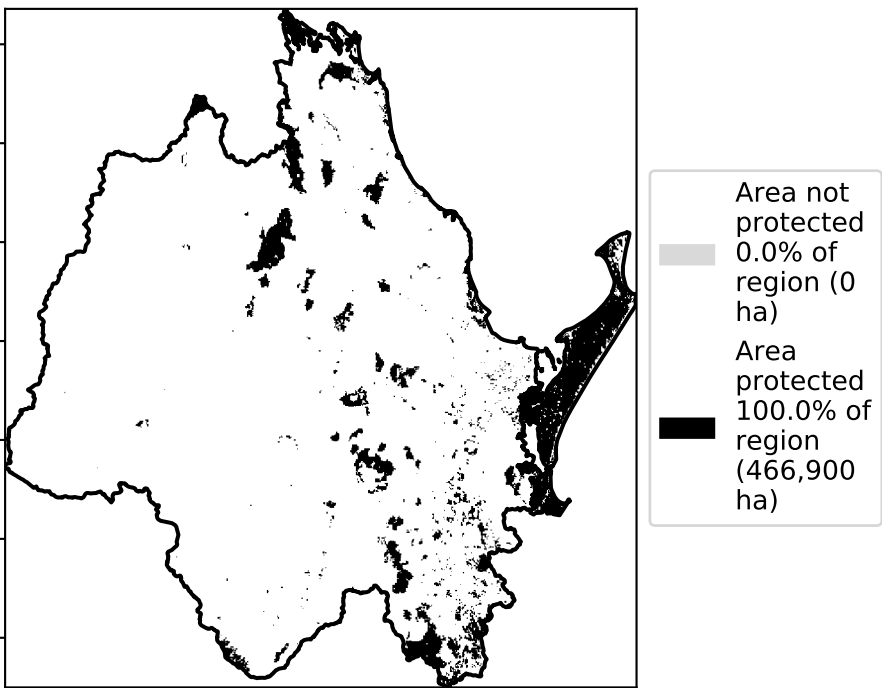 Area not
protected
0.0% of
region (0
ha)
Area
protected
100.0% of
region
(466,900
ha)